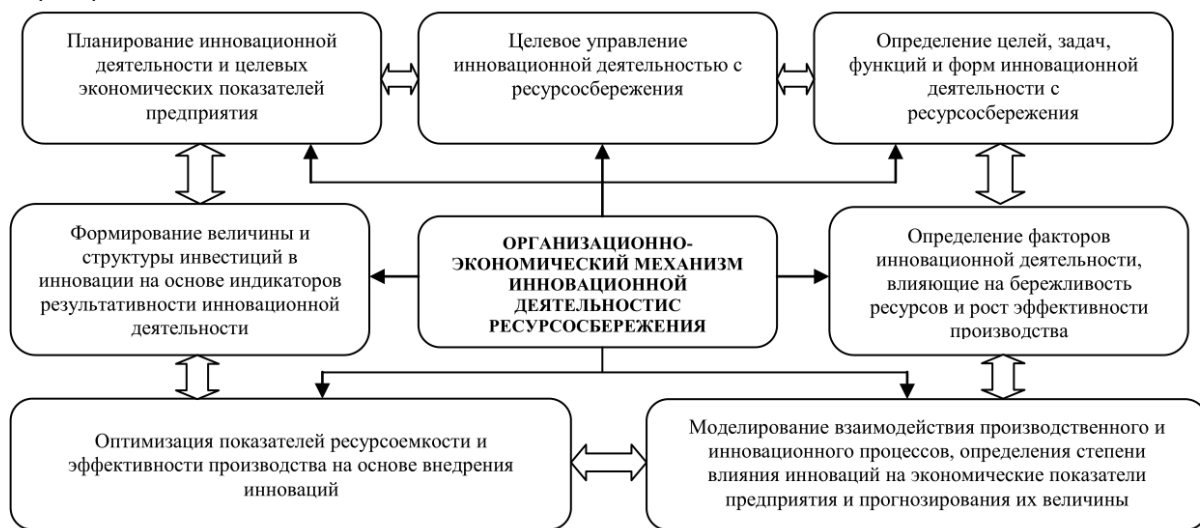 Планирование инновационной
деятельности и целевых
экономических показателей
предприятия
Целевое управление
инновационной деятельностью с
ресурсосбережения
Определение целей, задач,
функций и форм инновационной
деятельности с
ресурсосбережения
Формирование величины и
структуры инвестиций в
инновации на основе индикаторов
результативности инновационной
деятельности
ОРГАНИЗАЦИОННО-
ЭКОНОМИЧЕСКИЙ МЕХАНИЗМ
ИННОВАЦИОННОЙ
ДЕЯТЕЛЬНОСТИС
РЕСУРСОСБЕРЕЖЕНИЯ
Определение факторов
инновационной деятельности,
влияющие на бережливость
ресурсов и рост эффективности
производства
Оптимизация показателей ресурсоемкости и
эффективности производства на основе внедрения
инноваций
Моделирование взаимодействия производственного и
инновационного процессов, определения степени
влияния инноваций на экономические показатели
предприятия и прогнозирования их величины